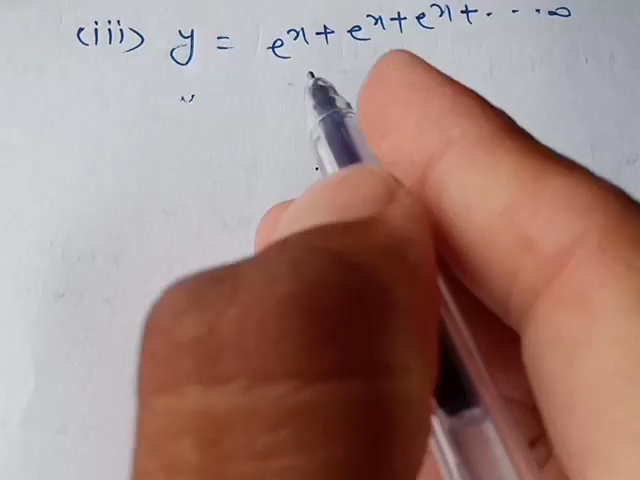 (iii) y = e^x + e^x + e^x + ....∞